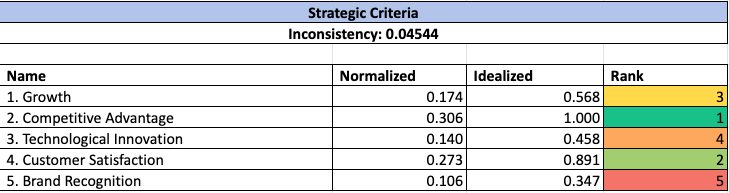 Strategic Criteria
Inconsistency: 0.04544
Name Normalized Idealized Rank
1. Growth 0.174 0.568 3
2. Competitive Advantage 0.306 1.000 1
3. Technological Innovation 0.140 0.458 4
4. Customer Satisfaction 0.273 0.891 2
5. Brand Recognition 0.106 0.347 5